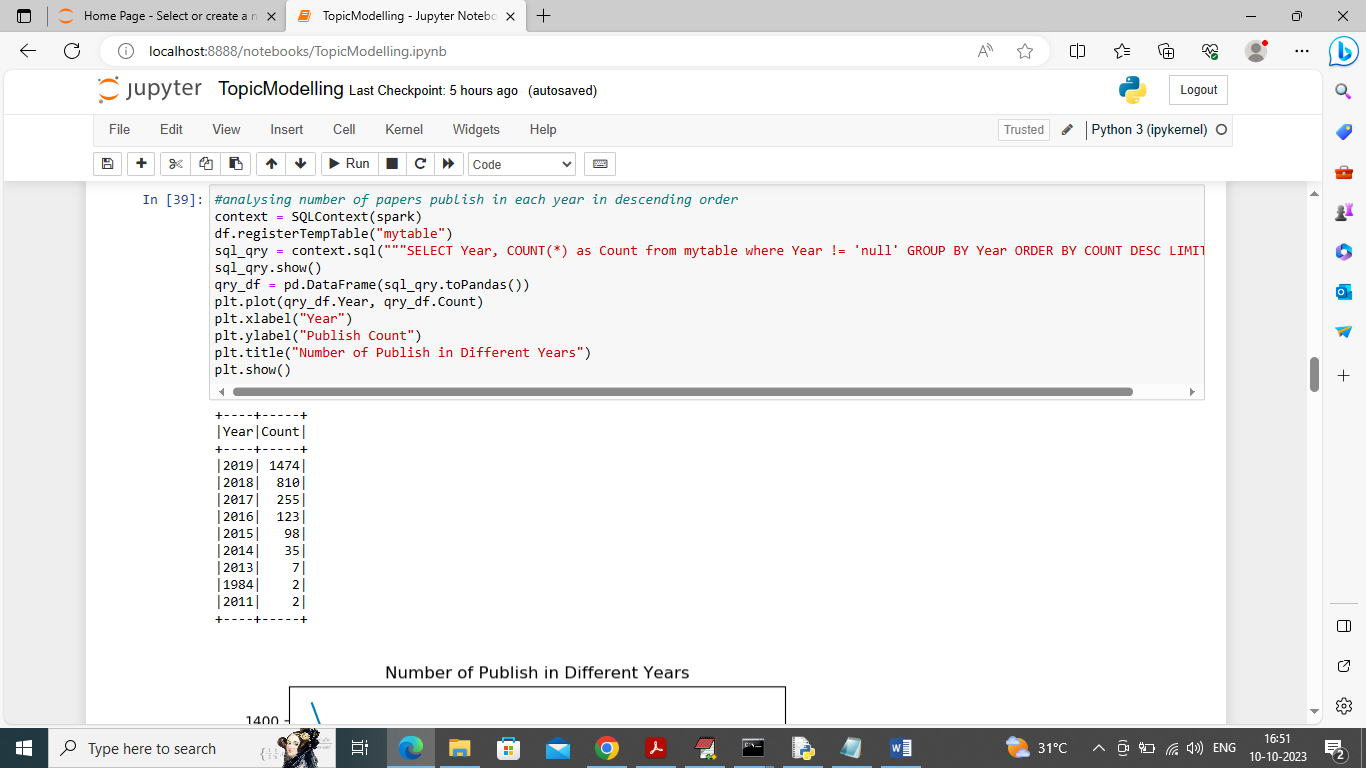 Home Page - Select or create a n
TopicModelling - Jupyter Notebo
localhost:8888/notebooks/TopicModelling.ipynb
jupyter TopicModelling Last Checkpoint: 5 hours ago (autosaved)
Logout
File Edit View Insert Cell Kernel Widgets Help
Trusted Python 3 (ipykernel)
Run Code
In [39]: #analysing number of papers publish in each year in descending order
context = SQLContext(spark)
df.registerTempTable("mytable")
sql_qry = context.sql("""SELECT Year, COUNT(*) as Count from mytable where Year != 'null' GROUP BY Year ORDER BY COUNT DESC LIMIT
sql_qry.show()
qry_df = pd.DataFrame(sql_qry.toPandas())
plt.plot(qry_df.Year, qry_df.Count)
plt.xlabel("Year")
plt.ylabel("Publish Count")
plt.title("Number of Publish in Different Years")
plt.show()
+----+-----+
|Year|Count|
+----+-----+
|2019| 1474|
|2018|  810|
|2017|  255|
|2016|  123|
|2015|   98|
|2014|   35|
|2013|    7|
|1984|    2|
|2011|    2|
+----+-----+
Number of Publish in Different Years
1400
Type here to search
31°C
ENG
16:51
10-10-2023
2